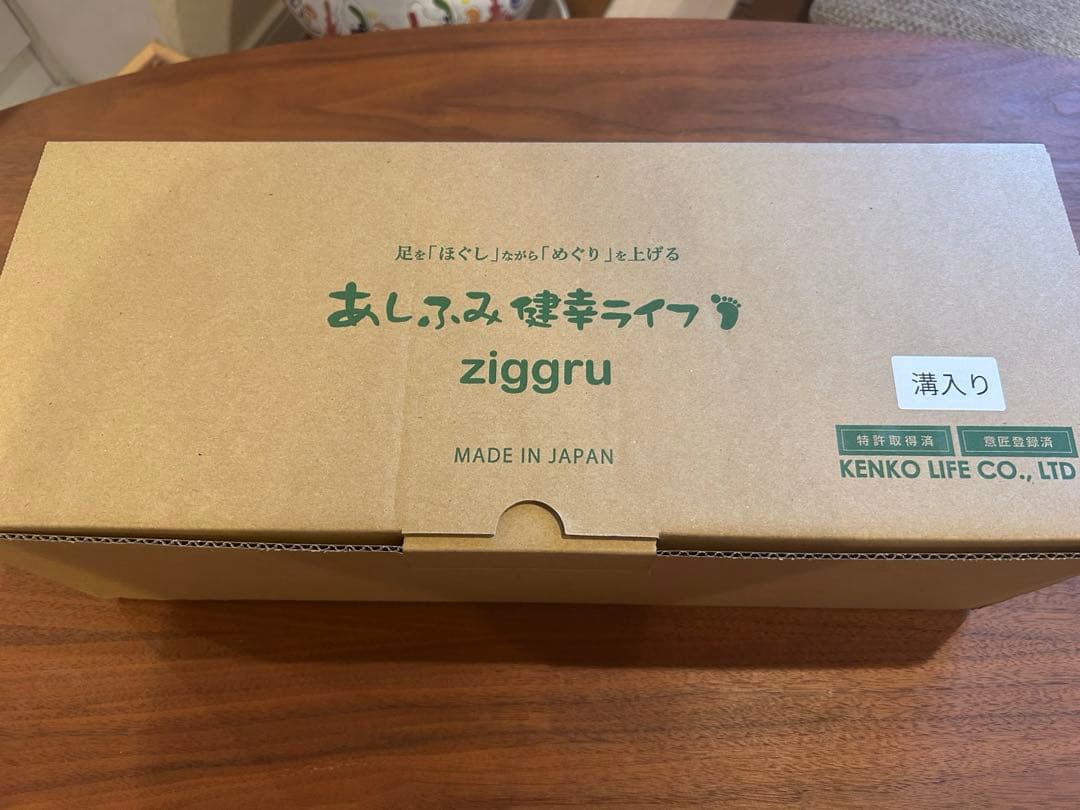 足を「ほぐし」ながら「めぐり」を上げる
あしふみ健幸ライフ
ziggru
MADE IN JAPAN
溝入り
特許取得済 意匠登録済
KENKO LIFE CO., LTD